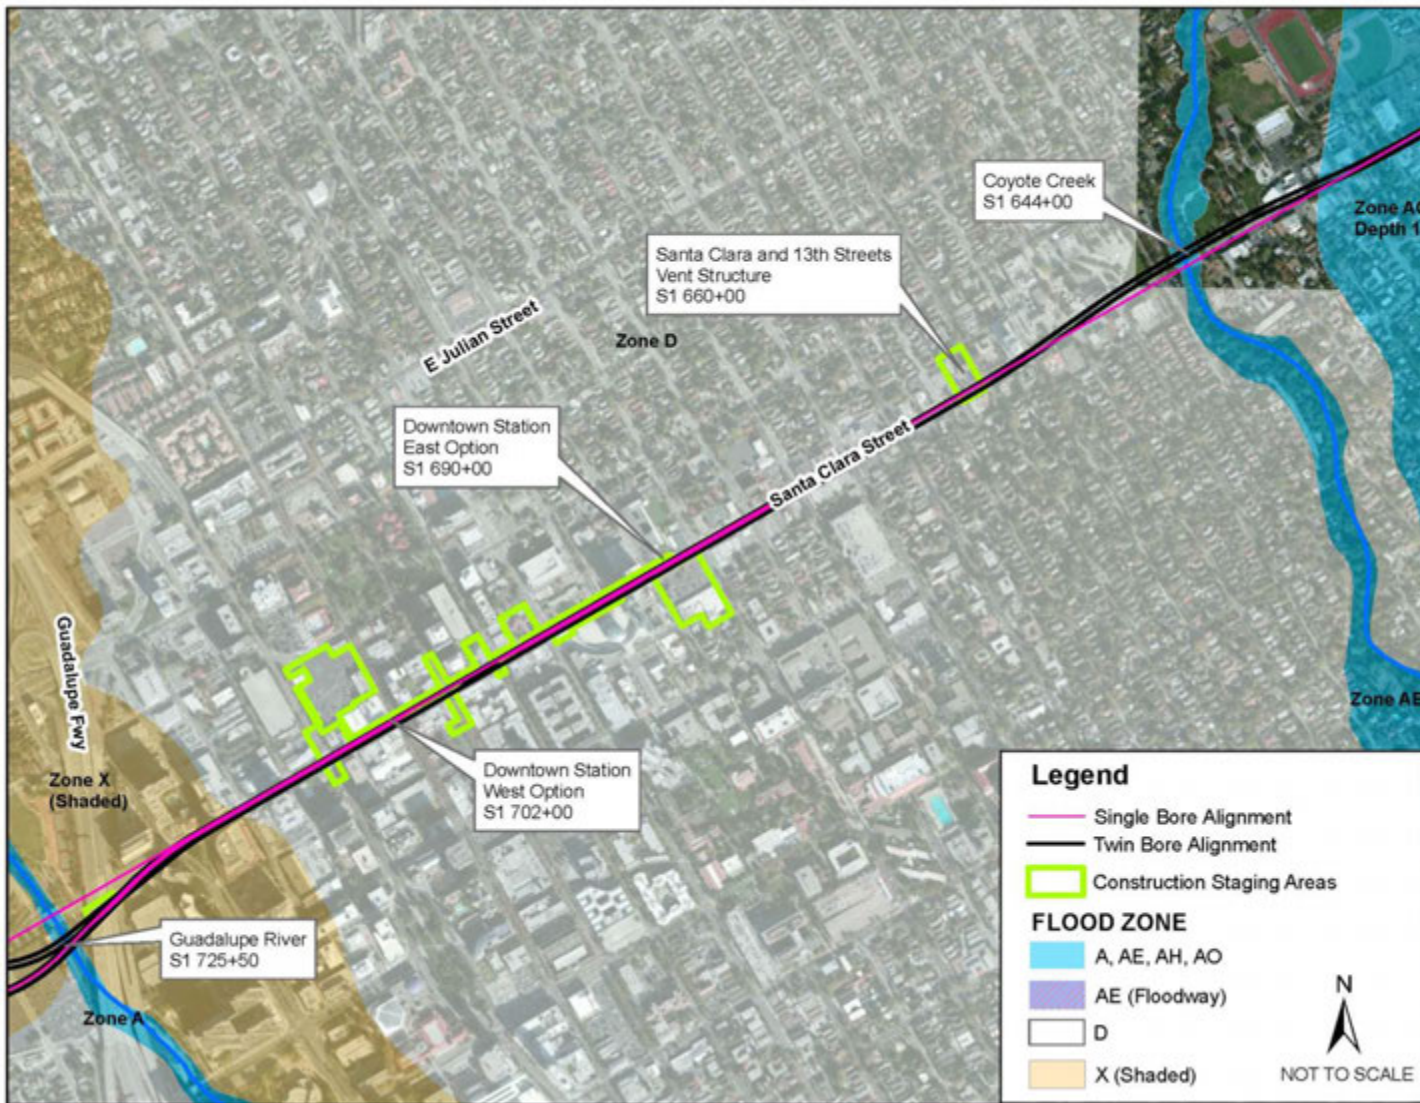 Coyote Creek
S1 644+00
Zone AO
Depth 1
Santa Clara and 13th Streets
Vent Structure
S1 660+00
E Julian Street
Zone D
Downtown Station
East Option
S1 690+00
Santa Clara Street
Guadalupe Fwy
Zone X
(Shaded)
Downtown Station
West Option
S1 702+00
Zone AE
Guadalupe River
S1 725+50
Zone A
Legend
Single Bore Alignment
Twin Bore Alignment
Construction Staging Areas
FLOOD ZONE
A, AE, AH, AO
AE (Floodway)
D
X (Shaded)
N
NOT TO SCALE